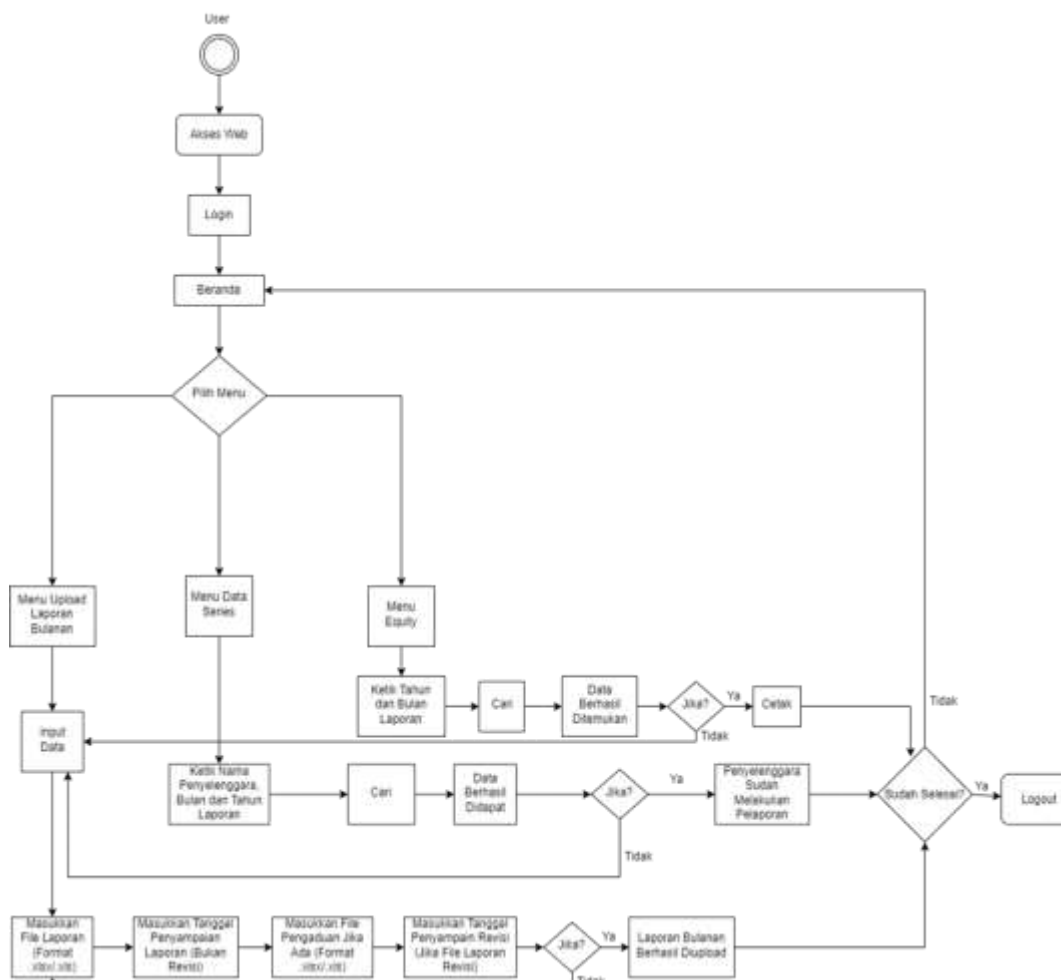 User
Akses Web
Login
Beranda
Pilih Menu
Menu Upload
Laporan
Bulanan
Menu Data
Series
Menu
Equity
Ketik Tahun
dan Bulan
Laporan
Cari
Data
Berhasil
Ditemukan
Jika?
Ya
Cetak
Tidak
Tidak
Input
Data
Ketik Nama
Penyelenggara,
Bulan dan Tahun
Laporan
Cari
Data
Berhasil
Didapat
Jika?
Ya
Penyelenggara
Sudah
Melakukan
Pelaporan
Sudah Selesai?
Ya
Logout
Tidak
Masukkan
File Laporan
(Format
.xlsx/.xls)
Masukkan Tanggal
Penyampaian
Laporan (Bukan
Revisi)
Masukkan File
Pengaduan Jika
Ada (Format
.xlsx/.xls)
Masukkan Tanggal
Penyampain Revisi
(Jika File Laporan
Revisi)
Jika?
Ya
Laporan Bulanan
Berhasil Diupload
Tidak